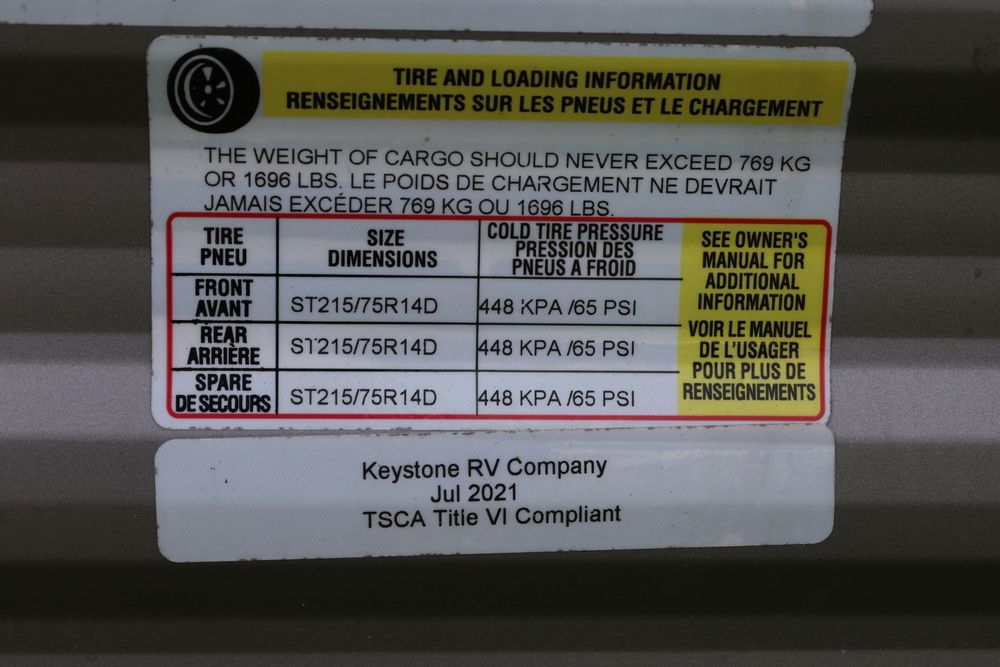 TIRE AND LOADING INFORMATION
RENSEIGNEMENTS SUR LES PNEUS ET LE CHARGEMENT
THE WEIGHT OF CARGO SHOULD NEVER EXCEED 769 KG
OR 1696 LBS. LE POIDS DE CHARGEMENT NE DEVRAIT
JAMAIS EXCÉDER 769 KG OU 1696 LBS.
TIRE
PNEU
SIZE
DIMENSIONS
COLD TIRE PRESSURE
PRESSION DES
PNEUS A FROID
FRONT
AVANT
ST215/75R14D
448 KPA /65 PSI
REAR
ARRIÈRE
ST215/75R14D
448 KPA /65 PSI
SPARE
DE SECOURS
ST215/75R14D
448 KPA /65 PSI
SEE OWNER'S
MANUAL FOR
ADDITIONAL
INFORMATION
VOIR LE MANUEL
DE L'USAGER
POUR PLUS DE
RENSEIGNEMENTS
Keystone RV Company
Jul 2021
TSCA Title VI Compliant